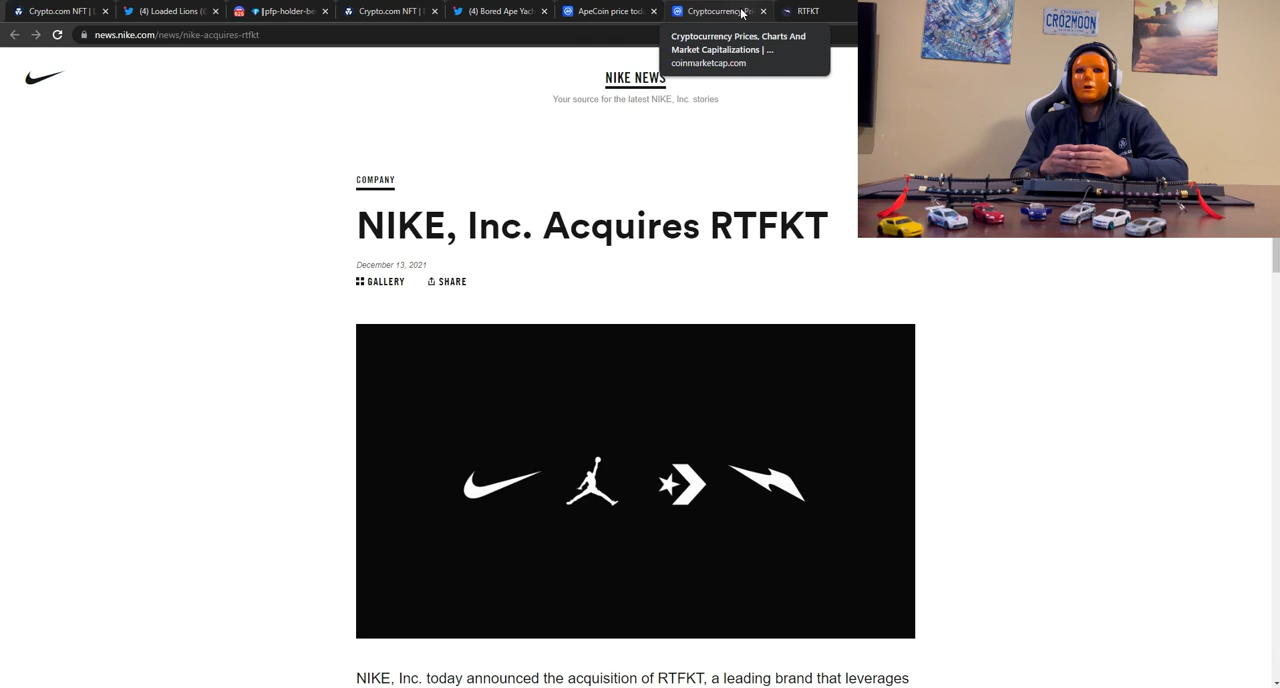 Crypto.com NFT | L
(4) Loaded Lions (
|pfp-holder-be
Crypto.com NFT |
(4) Bored Ape Yac
ApeCoin price tod
Cryptocurrency Pr
RTFKT
news.nike.com/news/nike-acquires-rtfkt
Cryptocurrency Prices, Charts And
Market Capitalizations | ...
coinmarketcap.com
CRO2MOON
NIKE NEWS
Your source for the latest NIKE, Inc. stories
COMPANY
NIKE, Inc. Acquires RTFKT
December 13, 2021
GALLERY SHARE
NIKE, Inc. today announced the acquisition of RTFKT, a leading brand that leverages